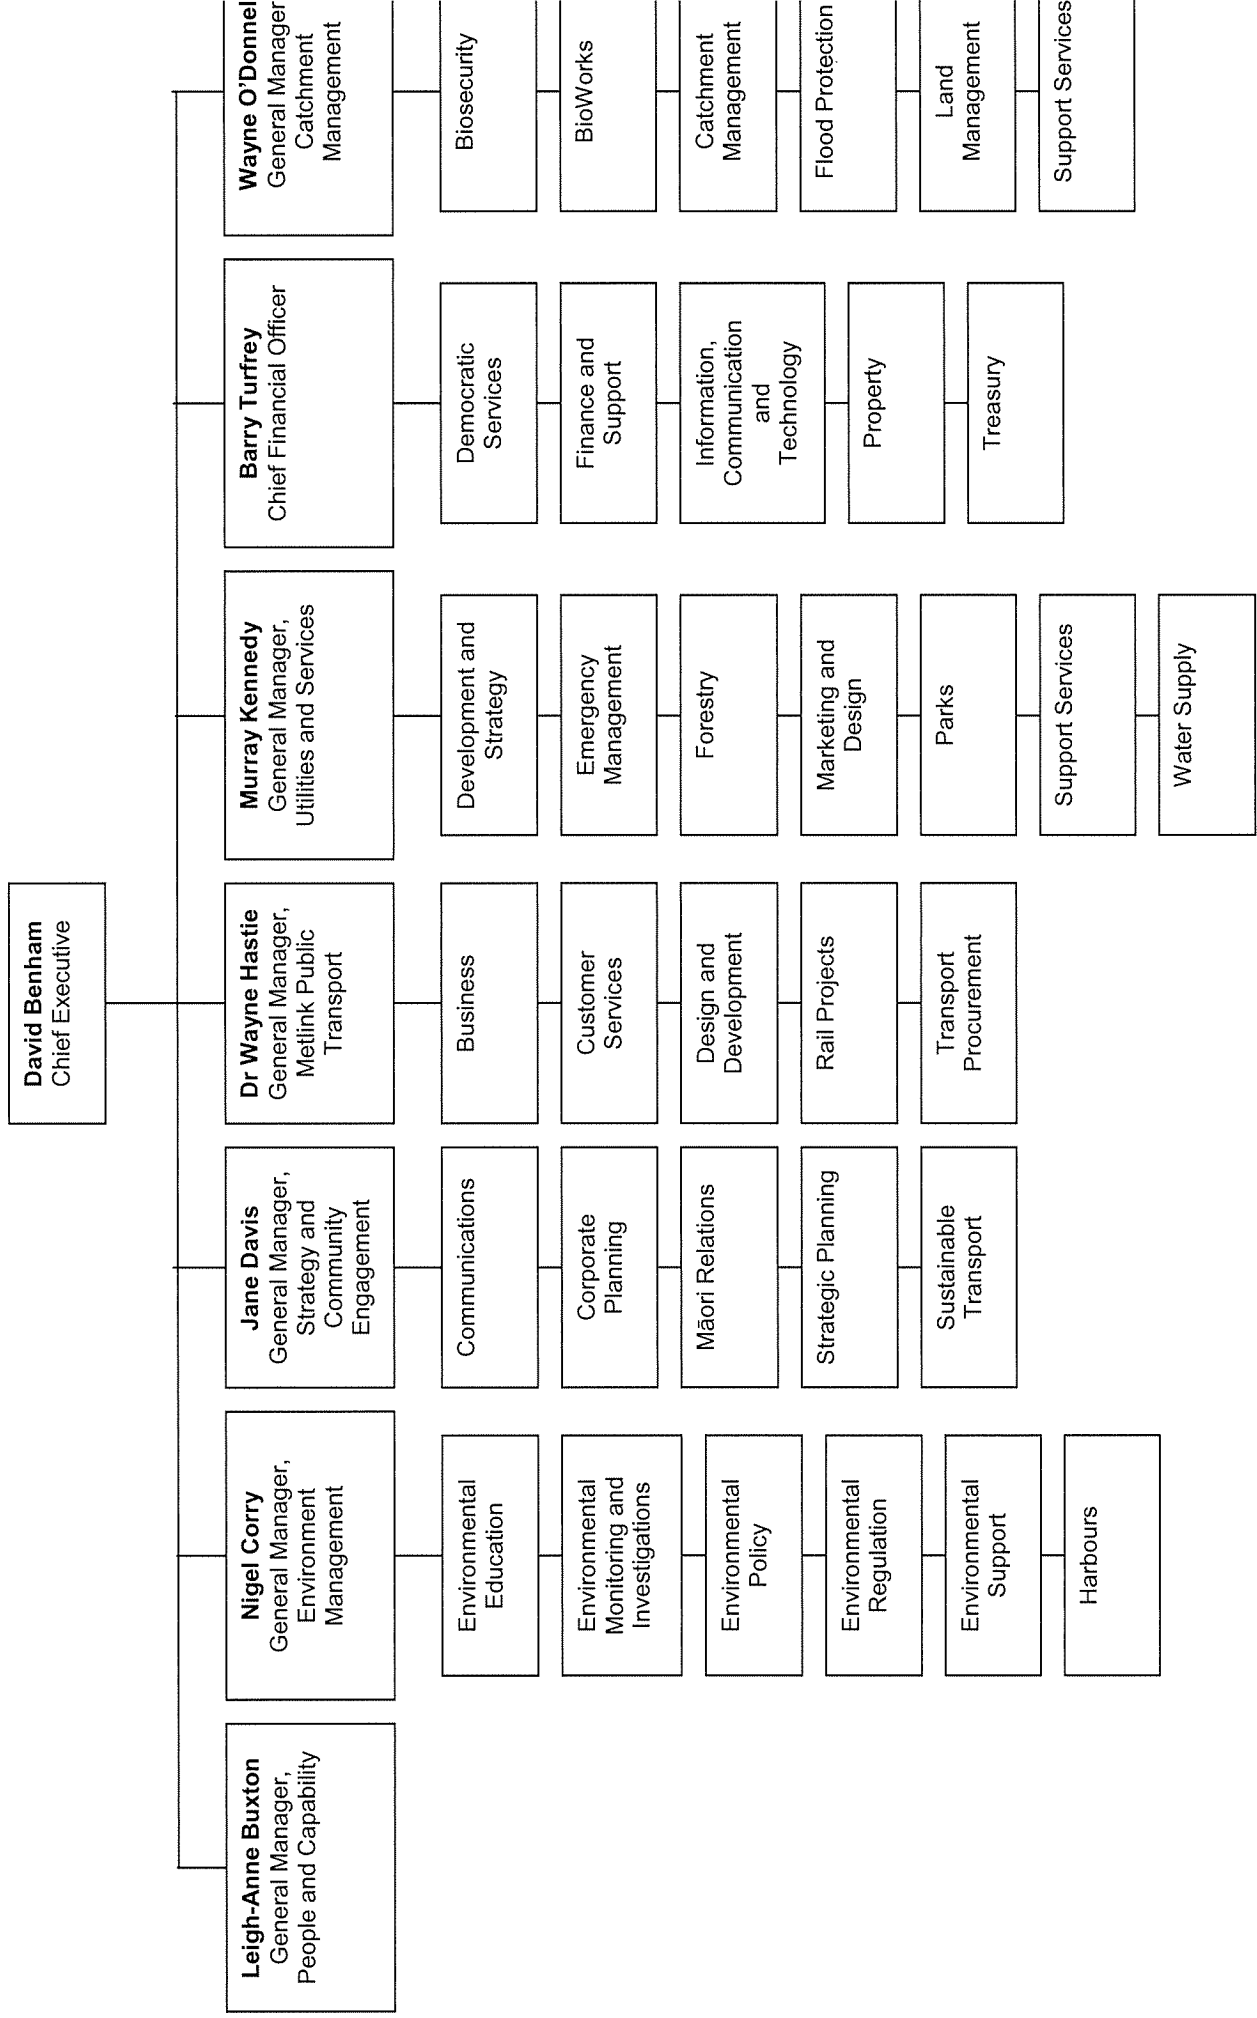 David Benham
Chief Executive
Leigh-Anne Buxton
General Manager,
People and Capability
Nigel Corry
General Manager,
Environment
Management
Environmental
Education
Environmental
Monitoring and
Investigations
Environmental
Policy
Environmental
Regulation
Environmental
Support
Harbours
Jane Davis
General Manager,
Strategy and
Community
Engagement
Communications
Corporate
Planning
Māori Relations
Strategic Planning
Sustainable
Transport
Dr Wayne Hastie
General Manager,
Metlink Public
Transport
Business
Customer
Services
Design and
Development
Rail Projects
Transport
Procurement
Murray Kennedy
General Manager,
Utilities and Services
Development and
Strategy
Emergency
Management
Forestry
Marketing and
Design
Parks
Support Services
Water Supply
Barry Turfrey
Chief Financial Officer
Democratic
Services
Finance and
Support
Information,
Communication
and
Technology
Property
Treasury
Wayne O'Donnel
General Manager
Catchment
Management
Biosecurity
BioWorks
Catchment
Management
Flood Protection
Land
Management
Support Services